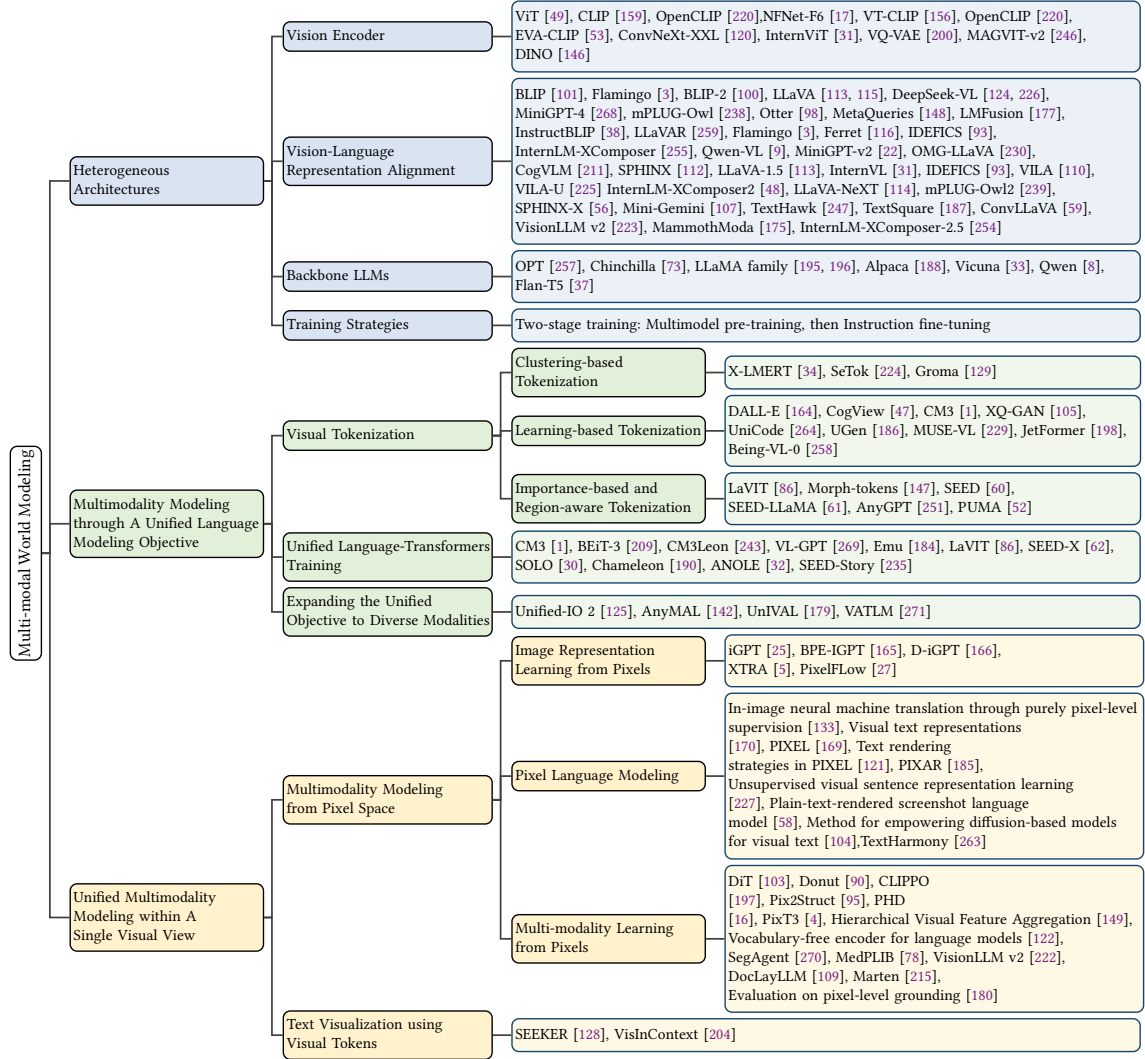 Multi-modal World Modeling
Heterogeneous
Architectures
Vision Encoder
ViT [49], CLIP [159], OpenCLIP [220],NFNet-F6 [17], VT-CLIP [156], OpenCLIP [220],
EVA-CLIP [53], ConvNeXt-XXL [120], InternViT [31], VQ-VAE [200], MAGVIT-v2 [246],
DINO [146]
Vision-Language
Representation Alignment
BLIP [101], Flamingo [3], BLIP-2 [100], LLaVA [113, 115], DeepSeek-VL [124, 226],
MiniGPT-4 [268], mPLUG-Owl [238], Otter [98], MetaQueries [148], LMFusion [177],
InstructBLIP [38], LLaVAR [259], Flamingo [3], Ferret [116], IDEFICS [93],
InternLM-XComposer [255], Qwen-VL [9], MiniGPT-v2 [22], OMG-LLaVA [230],
CogVLM [211], SPHINX [112], LLaVA-1.5 [113], InternVL [31], IDEFICS [93], VILA [110],
VILA-U [225] InternLM-XComposer2 [48], LLaVA-NeXT [114], mPLUG-Owl2 [239],
SPHINX-X [56], Mini-Gemini [107], TextHawk [247], TextSquare [187], ConvLLaVA [59],
VisionLLM v2 [223], MammothModa [175], InternLM-XComposer-2.5 [254]
Backbone LLMs
OPT [257], Chinchilla [73], LLaMA family [195, 196], Alpaca [188], Vicuna [33], Qwen [8],
Flan-T5 [37]
Training Strategies
Two-stage training: Multimodel pre-training, then Instruction fine-tuning
Multimodality Modeling
through A Unified Language
Modeling Objective
Visual Tokenization
Clustering-based
Tokenization
X-LMERT [34], SeTok [224], Groma [129]
Learning-based Tokenization
DALL-E [164], CogView [47], CM3 [1], XQ-GAN [105],
UniCode [264], UGen [186], MUSE-VL [229], JetFormer [198],
Being-VL-0 [258]
Importance-based and
Region-aware Tokenization
LaVIT [86], Morph-tokens [147], SEED [60],
SEED-LLaMA [61], AnyGPT [251], PUMA [52]
Unified Language-Transformers
Training
CM3 [1], BEiT-3 [209], CM3Leon [243], VL-GPT [269], Emu [184], LaVIT [86], SEED-X [62],
SOLO [30], Chameleon [190], ANOLE [32], SEED-Story [235]
Expanding the Unified
Objective to Diverse Modalities
Unified-IO 2 [125], AnyMAL [142], UnIVAL [179], VATLM [271]
Unified Multimodality
Modeling within A
Single Visual View
Multimodality Modeling
from Pixel Space
Image Representation
Learning from Pixels
iGPT [25], BPE-IGPT [165], D-iGPT [166],
XTRA [5], PixelFLow [27]
Pixel Language Modeling
In-image neural machine translation through purely pixel-level
supervision [133], Visual text representations
[170], PIXEL [169], Text rendering
strategies in PIXEL [121], PIXAR [185],
Unsupervised visual sentence representation learning
[227], Plain-text-rendered screenshot language
model [58], Method for empowering diffusion-based models
for visual text [104],TextHarmony [263]
Multi-modality Learning
from Pixels
DiT [103], Donut [90], CLIPPO
[197], Pix2Struct [95], PHD
[16], PixT3 [4], Hierarchical Visual Feature Aggregation [149],
Vocabulary-free encoder for language models [122],
SegAgent [270], MedPLIB [78], VisionLLM v2 [222],
DocLayLLM [109], Marten [215],
Evaluation on pixel-level grounding [180]
Text Visualization using
Visual Tokens
SEEKER [128], VisInContext [204]